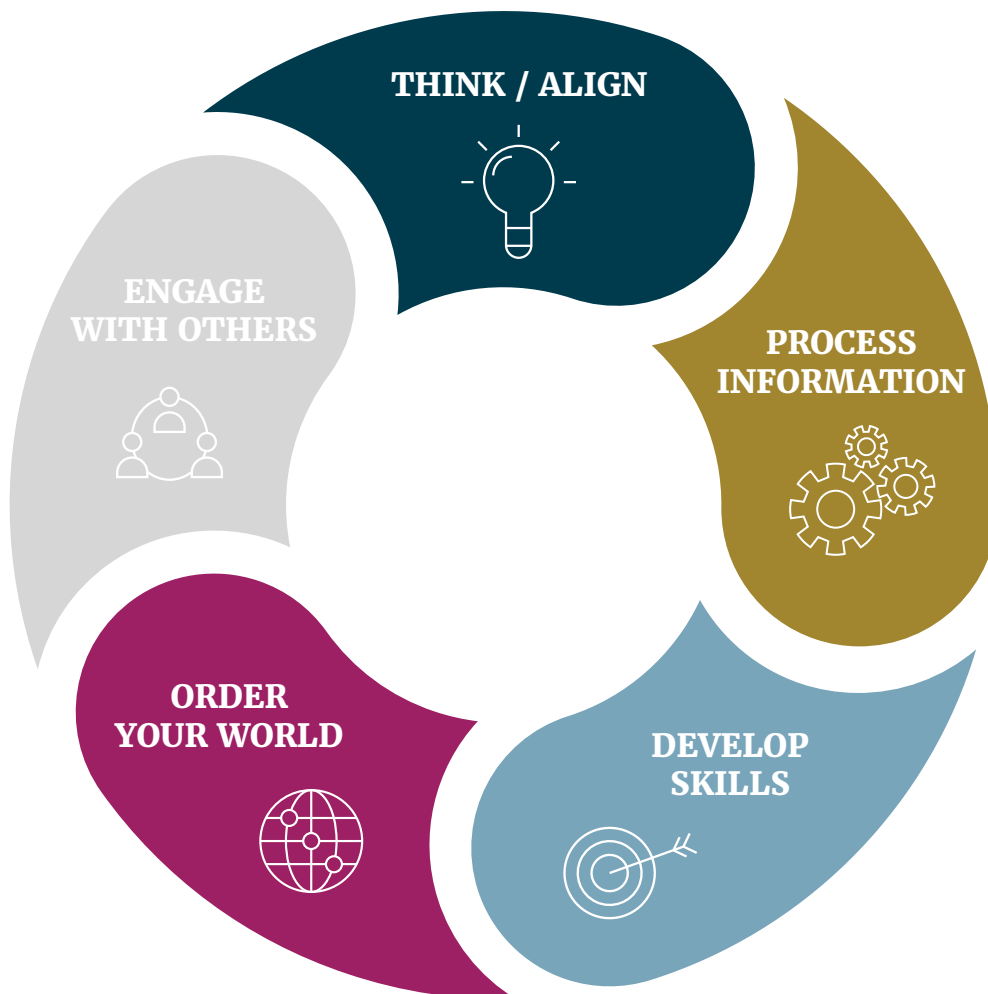 THINK / ALIGN
PROCESS
INFORMATION
DEVELOP
SKILLS
ORDER
YOUR WORLD
ENGAGE
WITH OTHERS